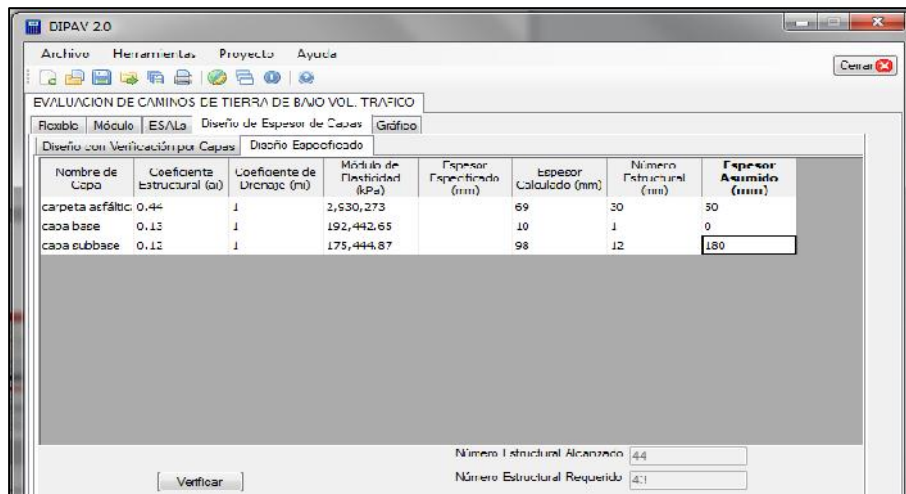 DIPAV 2.0
Archivo Herramientas Proyecto Ayuda
Cerrar
EVALUACION DE CAMINOS DE TIERRA DE BAJO VOL. TRAFICO
Flexible Módulo ESALs Diseño de Espesor de Capas Gráfico
Diseño con Verificación por Capas Diseño Especificado
Nombre de Capa Coeficiente Estructural (ai) Coeficiente de Drenaje (mi) Módulo de Elasticidad (kPa) Espesor Especificado (mm) Espesor Calculado (mm) Número Estructural (mm) Espesor Asumido (mm)
carpeta asfáltic 0.44 1 2,930,273 69 30 50
capa base 0.13 1 192,442.65 10 1 0
capa subbase 0.12 1 175,444.87 98 12 180
Número Estructural Alcanzado 44
Verificar Número Estructural Requerido 43